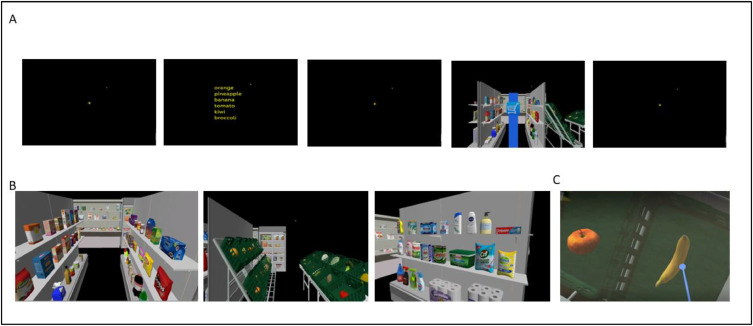 A
orange
pineapple
banana
tomato
kiwi
broccoli
B
C